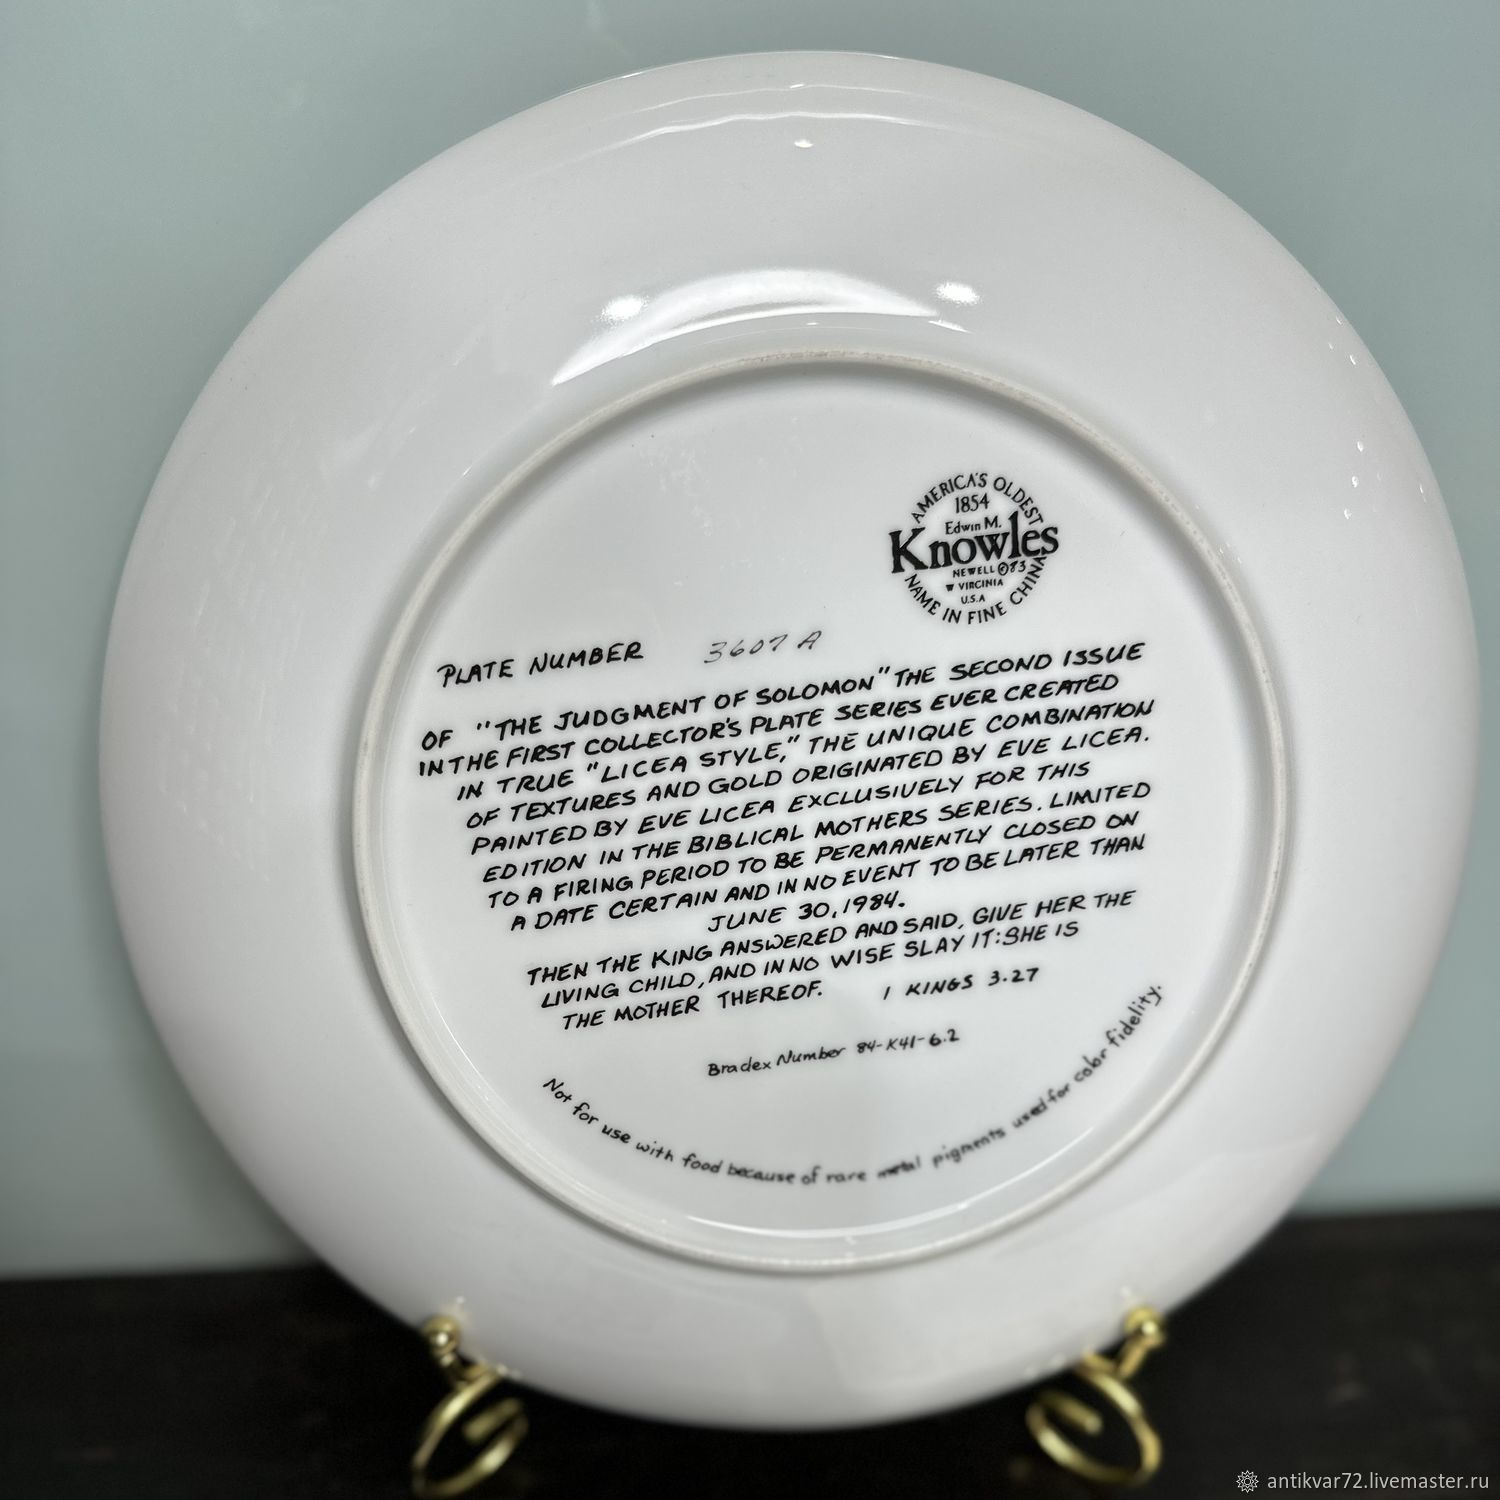 AMERICA'S OLDEST
1854
Edwin M.
Knowles
NEWELL ©83
W VIRGINIA
U.S.A
NAME IN FINE CHINA
PLATE NUMBER 3607 A
OF "THE JUDGMENT OF SOLOMON" THE SECOND ISSUE
IN THE FIRST COLLECTOR'S PLATE SERIES EVER CREATED
IN TRUE "LICEA STYLE," THE UNIQUE COMBINATION
OF TEXTURES AND GOLD ORIGINATED BY EVE LICEA.
PAINTED BY EVE LICEA EXCLUSIVELY FOR THIS
EDITION IN THE BIBLICAL MOTHERS SERIES. LIMITED
TO A FIRING PERIOD TO BE PERMANENTLY CLOSED ON
A DATE CERTAIN AND IN NO EVENT TO BE LATER THAN
JUNE 30, 1984.
THEN THE KING ANSWERED AND SAID, GIVE HER THE
LIVING CHILD, AND IN NO WISE SLAY IT: SHE IS
THE MOTHER THEREOF. 1 KINGS 3.27
Bradex Number 84-K41-6.2
Not for use with food because of rare metal pigments used for color fidelity.
antikvar72.livemaster.ru